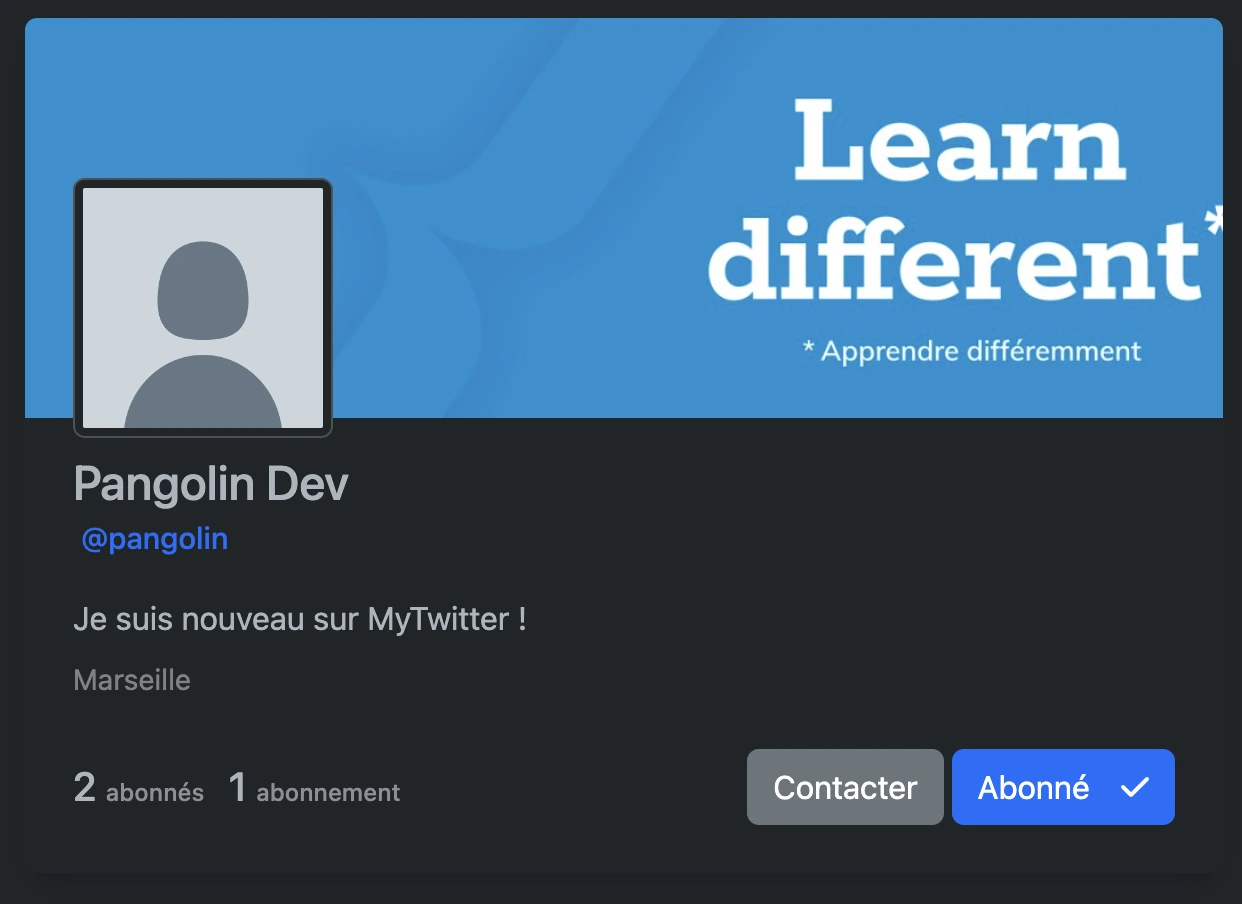 Learn
different*
* Apprendre différemment
Pangolin Dev
@pangolin
Je suis nouveau sur MyTwitter !
Marseille
2 abonnés 1 abonnement
Contacter
Abonné